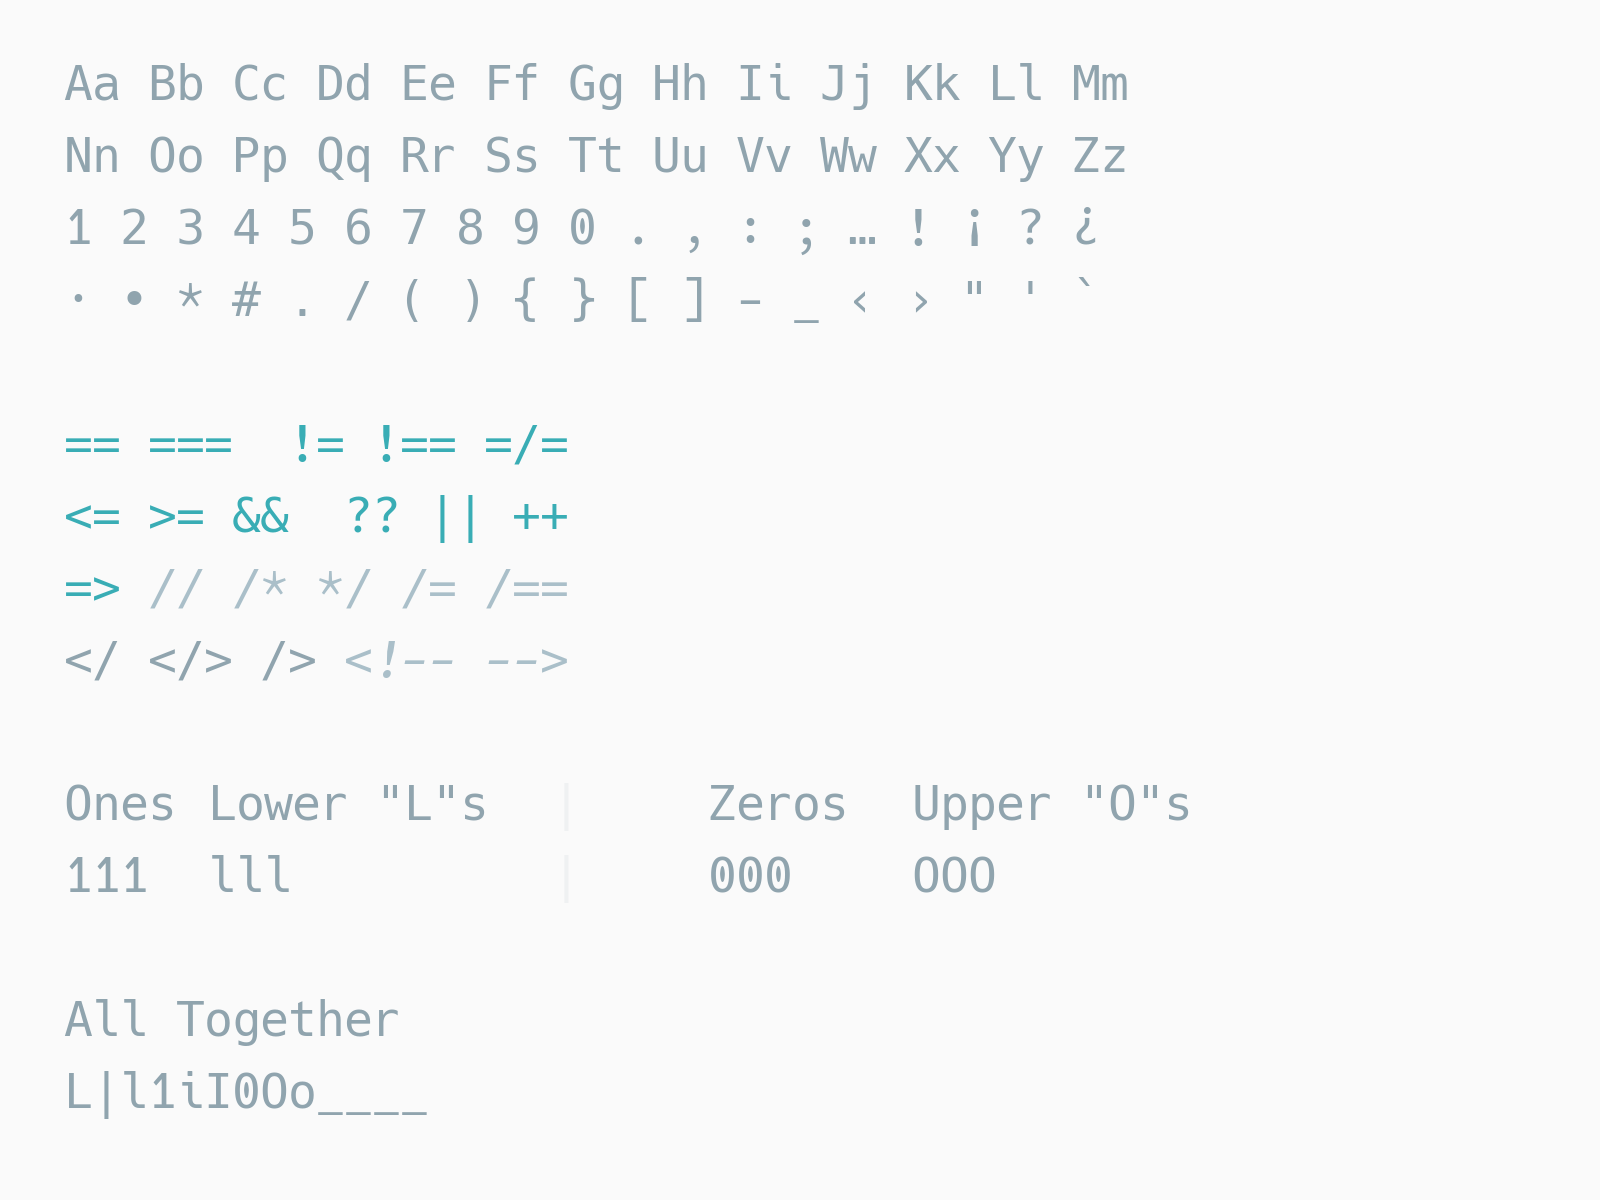 Aa Bb Cc Dd Ee Ff Gg Hh Ii Jj Kk Ll Mm
Nn Oo Pp Qq Rr Ss Tt Uu Vv Ww Xx Yy Zz
1 2 3 4 5 6 7 8 9 0 . , : ; … ! ¡ ? ¿
· • * # . / ( ) { } [ ] - _ ‹ › " ' `
== === != !== =/=
<= >= && ?? || ++
=> // /* */ /= /==
</ </> /> <!-- -->
Ones Lower "L"s | Zeros Upper "O"s
111 lll | 000 OOO
All Together
L|l1iI0Oo____